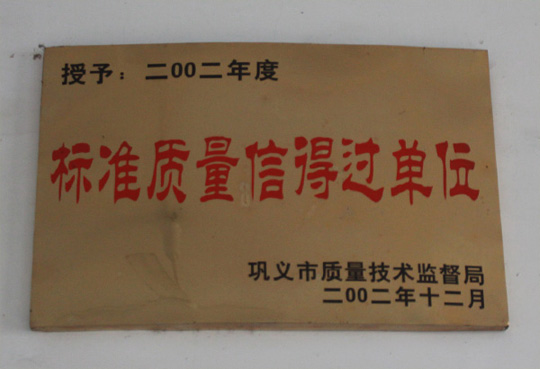 授予：二00二年度
标准质量信得过单位
巩义市质量技术监督局
二00二年十二月